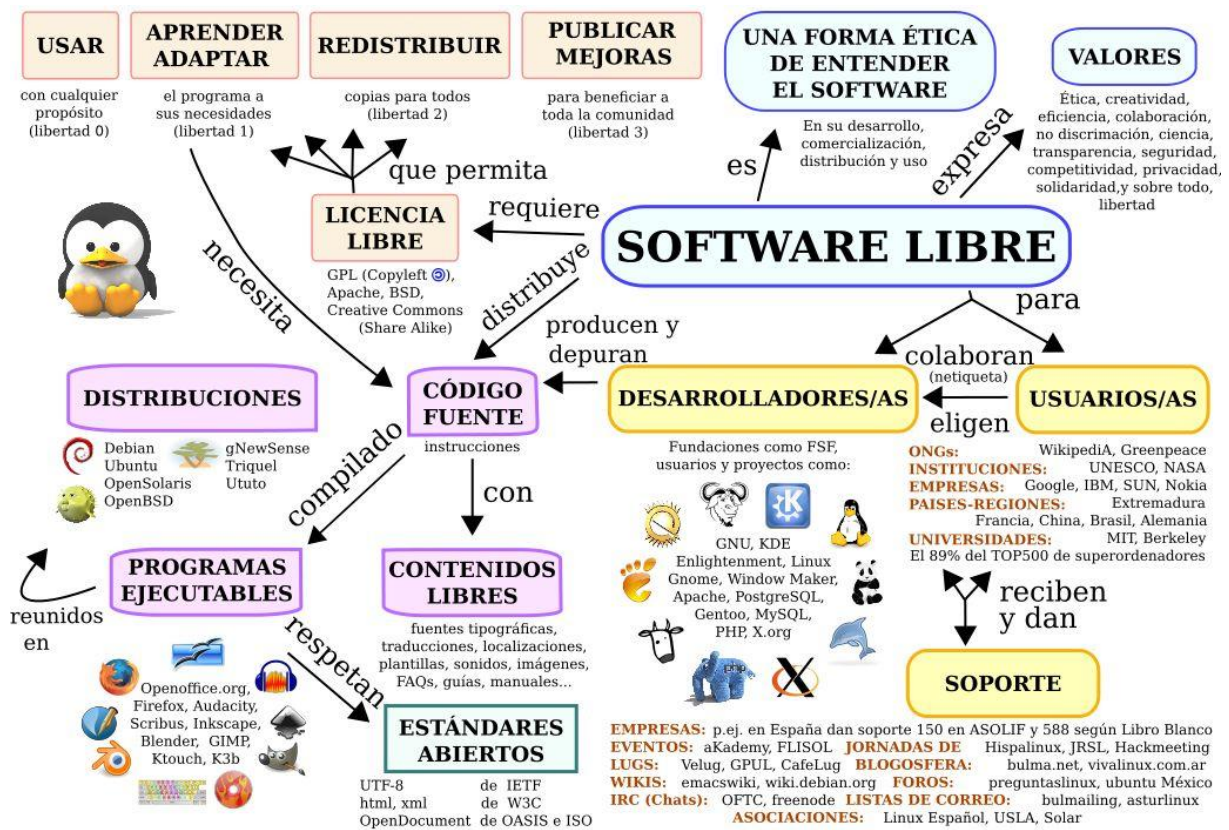 USAR
con cualquier
propósito
(libertad 0)
APRENDER
ADAPTAR
el programa a
sus necesidades
(libertad 1)
REDISTRIBUIR
copias para todos
(libertad 2)
PUBLICAR
MEJORAS
para beneficiar a
toda la comunidad
(libertad 3)
UNA FORMA ÉTICA
DE ENTENDER
EL SOFTWARE
En su desarrollo,
comercialización,
distribución y uso
VALORES
Ética, creatividad,
eficiencia, colaboración,
no discrimación, ciencia,
transparencia, seguridad,
competitividad, privacidad,
solidaridad,y sobre todo,
libertad
es
expresa
que permita
requiere
LICENCIA
LIBRE
GPL (Copyleft),
Apache, BSD,
Creative Commons
(Share Alike)
SOFTWARE LIBRE
necesita
distribuye
para
producen y
depuran
colaboran
(netiqueta)
eligen
DISTRIBUCIONES
Debian
Ubuntu
OpenSolaris
OpenBSD
gNewSense
Triquel
Ututo
CÓDIGO
FUENTE
instrucciones
DESARROLLADORES/AS
Fundaciones como FSF,
usuarios y proyectos como:
GNU, KDE
Enlightenment, Linux
Gnome, Window Maker,
Apache, PostgreSQL,
Gentoo, MySQL,
PHP, X.org
php
USUARIOS/AS
ONGs: WikipediA, Greenpeace
INSTITUCIONES: UNESCO, NASA
EMPRESAS: Google, IBM, SUN, Nokia
PAISES-REGIONES: Extremadura
Francia, China, Brasil, Alemania
UNIVERSIDADES: MIT, Berkeley
El 89% del TOP500 de superordenadores
compilado
con
reunidos
en
PROGRAMAS
EJECUTABLES
Openoffice.org,
Firefox, Audacity,
Scribus, Inkscape,
Blender, GIMP,
Ktouch, K3b
respetan
CONTENIDOS
LIBRES
fuentes tipográficas,
traducciones, localizaciones,
plantillas, sonidos, imágenes,
FAQs, guías, manuales...
ESTÁNDARES
ABIERTOS
UTF-8 de IETF
html, xml de W3C
OpenDocument de OASIS e ISO
reciben
y dan
SOPORTE
EMPRESAS: p.ej. en España dan soporte 150 en ASOLIF y 588 según Libro Blanco
EVENTOS: aKademy, FLISOL JORNADAS DE Hispalinux, JRSL, Hackmeeting
LUGS: Velug, GPUL, CafeLug BLOGOSFERA: bulma.net, vivalinux.com.ar
WIKIS: emacswiki, wiki.debian.org FOROS: preguntaslinux, ubuntu México
IRC (Chats): OFTC, freenode LISTAS DE CORREO: bulmailing, asturlinux
ASOCIACIONES: Linux Español, USLA, Solar